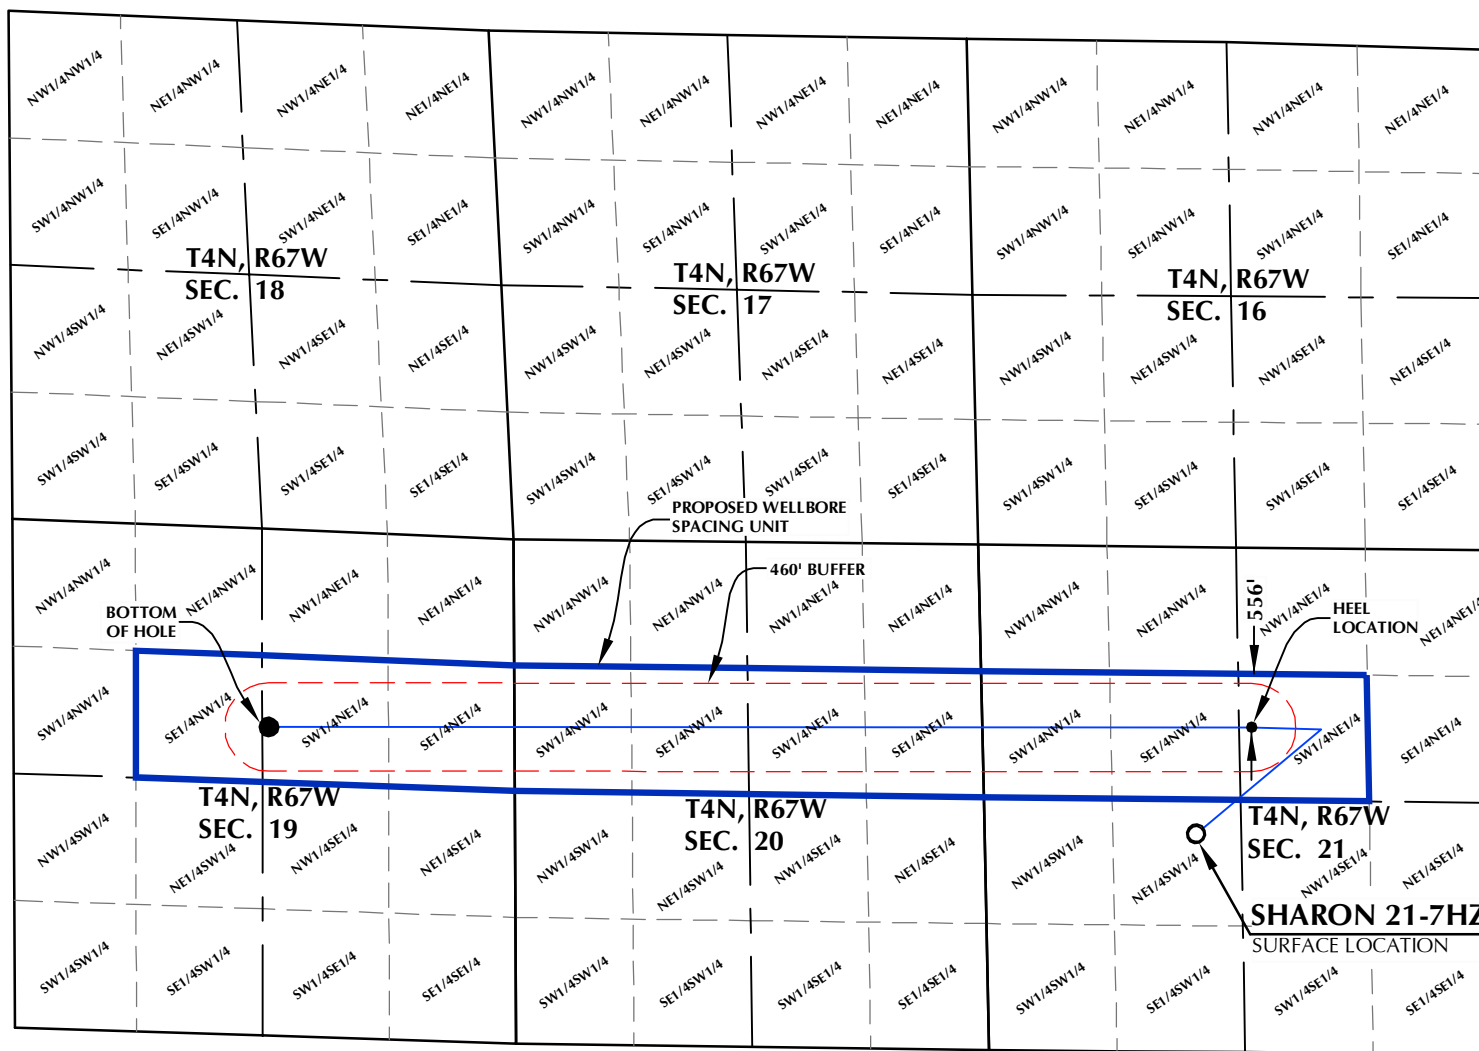 NW1/4NW1/4 NE1/4NW1/4 NW1/4NE1/4 NE1/4NE1/4 NW1/4NW1/4 NE1/4NW1/4 NW1/4NE1/4 NE1/4NE1/4 NW1/4NW1/4 NE1/4NW1/4 NW1/4NE1/4 NE1/4NE1/4
SW1/4NW1/4 SE1/4NW1/4 SW1/4NE1/4 SE1/4NE1/4 SW1/4NW1/4 SE1/4NW1/4 SW1/4NE1/4 SE1/4NE1/4 SW1/4NW1/4 SE1/4NW1/4 SW1/4NE1/4 SE1/4NE1/4
T4N, R67W
SEC. 18
T4N, R67W
SEC. 17
T4N, R67W
SEC. 16
NW1/4SW1/4 NE1/4SW1/4 NW1/4SE1/4 NE1/4SE1/4 NW1/4SW1/4 NE1/4SW1/4 NW1/4SE1/4 NE1/4SE1/4 NW1/4SW1/4 NE1/4SW1/4 NW1/4SE1/4 NE1/4SE1/4
SW1/4SW1/4 SE1/4SW1/4 SW1/4SE1/4 SE1/4SE1/4 SW1/4SW1/4 SE1/4SW1/4 SW1/4SE1/4 SE1/4SE1/4 SW1/4SW1/4 SE1/4SW1/4 SW1/4SE1/4 SE1/4SE1/4
PROPOSED WELLBORE
SPACING UNIT
460' BUFFER
NW1/4NW1/4 NE1/4NW1/4 NW1/4NE1/4 NE1/4NE1/4 NW1/4NW1/4 NE1/4NW1/4 NW1/4NE1/4 NE1/4NE1/4 NW1/4NW1/4 NE1/4NW1/4 NW1/4NE1/4 NE1/4NE1/4
BOTTOM
OF HOLE
556'
HEEL
LOCATION
SW1/4NW1/4 SE1/4NW1/4 SW1/4NE1/4 SE1/4NE1/4 SW1/4NW1/4 SE1/4NW1/4 SW1/4NE1/4 SE1/4NE1/4 SW1/4NW1/4 SE1/4NW1/4 SW1/4NE1/4 SE1/4NE1/4
T4N, R67W
SEC. 19
T4N, R67W
SEC. 20
T4N, R67W
SEC. 21
NW1/4SW1/4 NE1/4SW1/4 NW1/4SE1/4 NE1/4SE1/4 NW1/4SW1/4 NE1/4SW1/4 NW1/4SE1/4 NE1/4SE1/4 NW1/4SW1/4 NE1/4SW1/4 NW1/4SE1/4 NE1/4SE1/4
SHARON 21-7HZ
SURFACE LOCATION
SW1/4SW1/4 SE1/4SW1/4 SW1/4SE1/4 SE1/4SE1/4 SW1/4SW1/4 SE1/4SW1/4 SW1/4SE1/4 SE1/4SE1/4 SW1/4SW1/4 SE1/4SW1/4 SW1/4SE1/4 SE1/4SE1/4